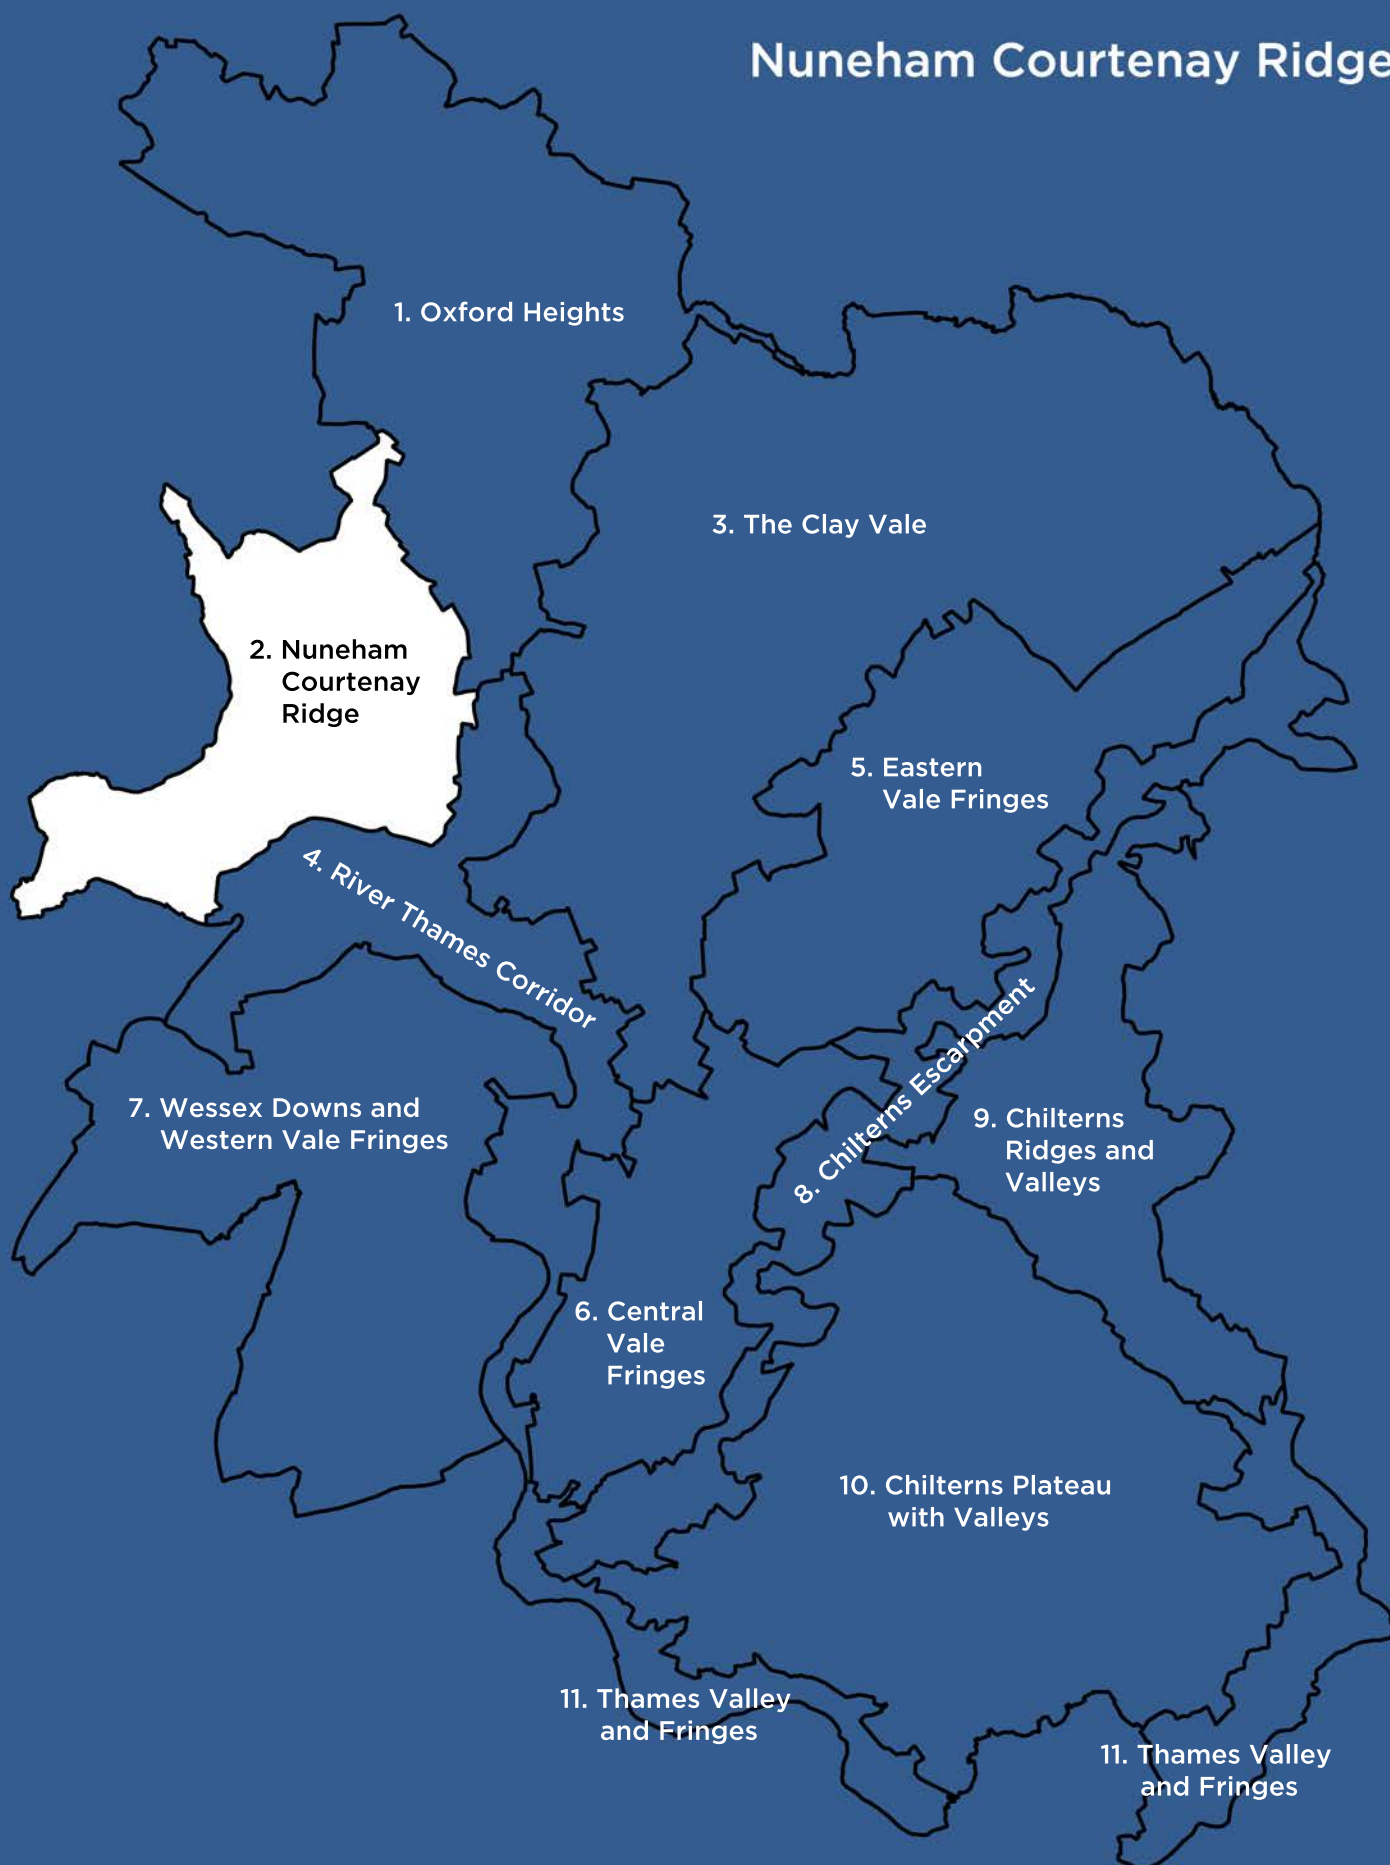 Nuneham Courtenay Ridge
1. Oxford Heights
3. The Clay Vale
2. Nuneham
Courtenay
Ridge
5. Eastern
Vale Fringes
4. River Thames Corridor
8. Chilterns Escarpment
7. Wessex Downs and
Western Vale Fringes
9. Chilterns
Ridges and
Valleys
6. Central
Vale
Fringes
10. Chilterns Plateau
with Valleys
11. Thames Valley
and Fringes
11. Thames Valley
and Fringes